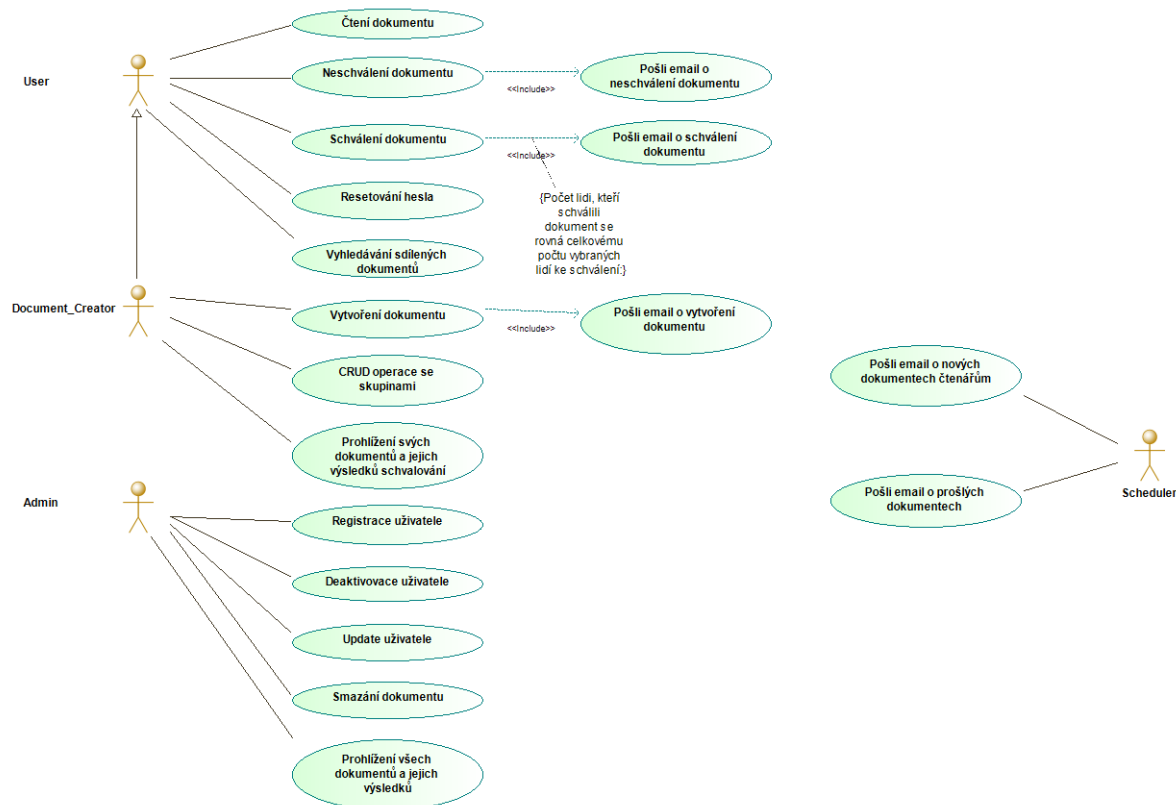 Čtení dokumentu
User
Neschválení dokumentu
<<Include>>
Pošli email o
neschválení dokumentu
Schválení dokumentu
<<Include>>
Pošli email o schválení
dokumentu
{Počet lidi, kteří
schválili
dokument se
rovná celkovému
počtu vybraných
lidí ke schválení:}
Resetování hesla
Vyhledávání sdílených
dokumentů
Document_Creator
Vytvoření dokumentu
<<Include>>
Pošli email o vytvoření
dokumentu
CRUD operace se
skupinami
Prohlížení svých
dokumentů a jejich
výsledků schvalování
Pošli email o nových
dokumentech čtenářům
Scheduler
Pošli email o prošlých
dokumentech
Admin
Registrace uživatele
Deaktivovace uživatele
Update uživatele
Smazání dokumentu
Prohlížení všech
dokumentů a jejich
výsledků